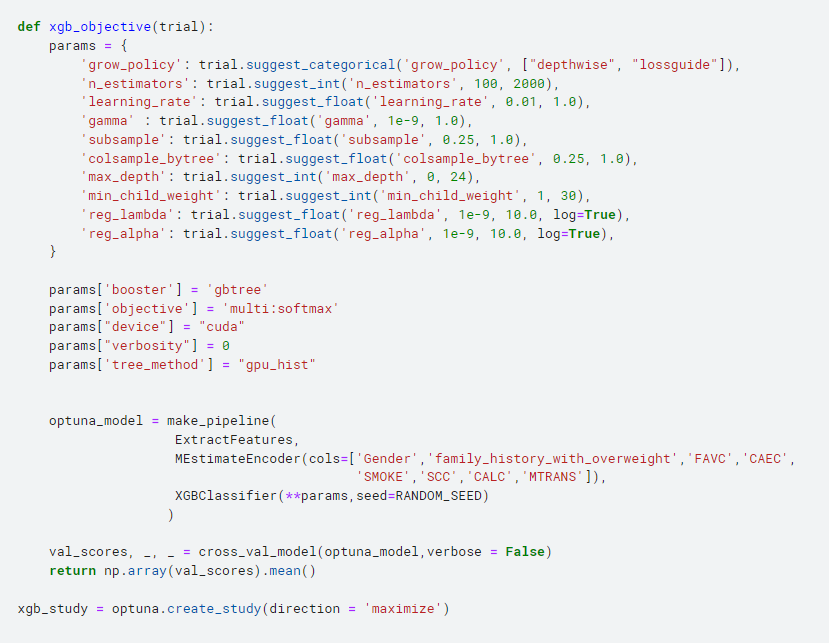 def xgb_objective(trial):
    params = {
        'grow_policy': trial.suggest_categorical('grow_policy', ["depthwise", "lossguide"]),
        'n_estimators': trial.suggest_int('n_estimators', 100, 2000),
        'learning_rate': trial.suggest_float('learning_rate', 0.01, 1.0),
        'gamma' : trial.suggest_float('gamma', 1e-9, 1.0),
        'subsample': trial.suggest_float('subsample', 0.25, 1.0),
        'colsample_bytree': trial.suggest_float('colsample_bytree', 0.25, 1.0),
        'max_depth': trial.suggest_int('max_depth', 0, 24),
        'min_child_weight': trial.suggest_int('min_child_weight', 1, 30),
        'reg_lambda': trial.suggest_float('reg_lambda', 1e-9, 10.0, log=True),
        'reg_alpha': trial.suggest_float('reg_alpha', 1e-9, 10.0, log=True),
    }
    params['booster'] = 'gbtree'
    params['objective'] = 'multi:softmax'
    params["device"] = "cuda"
    params["verbosity"] = 0
    params['tree_method'] = "gpu_hist"
    optuna_model = make_pipeline(
                    ExtractFeatures,
                    MEstimateEncoder(cols=['Gender','family_history_with_overweight','FAVC','CAEC',
                                           'SMOKE','SCC','CALC','MTRANS']),
                    XGBClassifier(**params,seed=RANDOM_SEED)
                   )
    val_scores, _, _ = cross_val_model(optuna_model,verbose = False)
    return np.array(val_scores).mean()
xgb_study = optuna.create_study(direction = 'maximize')